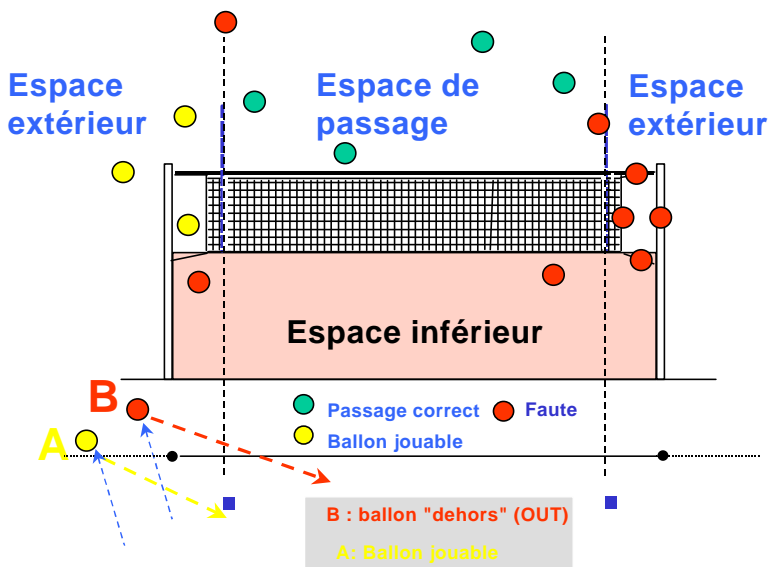 Espace
extérieur
Espace de
passage
Espace
extérieur
Espace inférieur
B
Passage correct
Faute
Ballon jouable
A
B : ballon "dehors" (OUT)
A: Ballon jouable